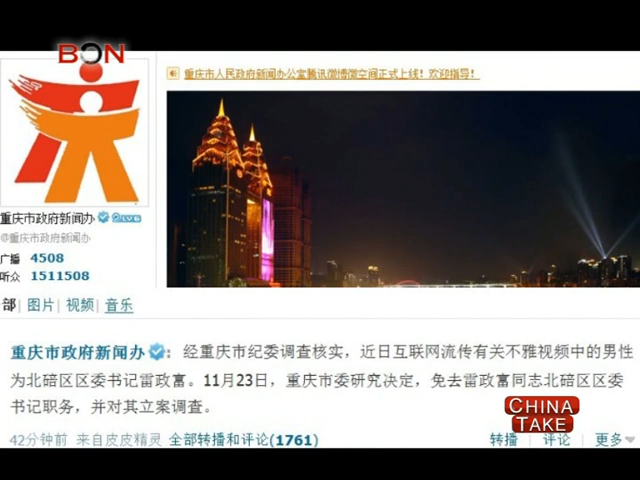 BON
重庆市人民政府新闻办公室腾讯微博微空间正式上线！欢迎指导！
重庆市政府新闻办
@重庆市政府新闻办
广播 4508
听众 1511508
部| 图片| 视频| 音乐
重庆市政府新闻办：经重庆市纪委调查核实，近日互联网流传有关不雅视频中的男性
为北碚区区委书记雷政富。11月23日，重庆市委研究决定，免去雷政富同志北碚区区委
书记职务，并对其立案调查。
42分钟前 来自皮皮精灵 全部转播和评论(1761) 转播 | 评论 | 更多
CHINA
TAKE